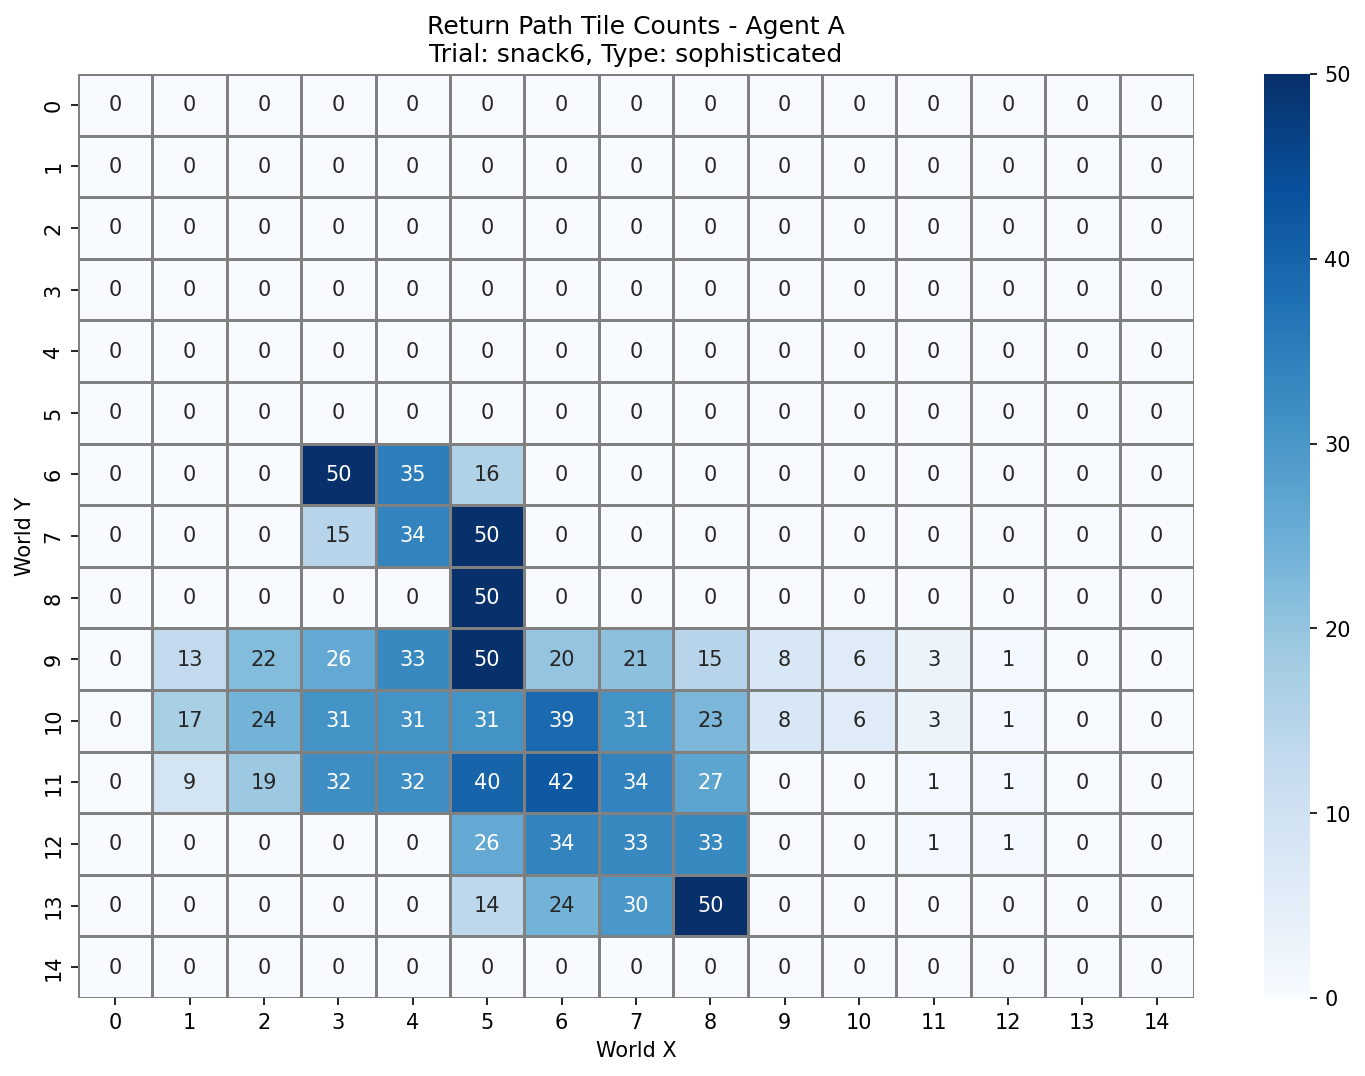 Return Path Tile Counts - Agent A
Trial: snack6, Type: sophisticated
World Y
0 0 0 0 0 0 0 0 0 0 0 0 0 0 0 0
1 0 0 0 0 0 0 0 0 0 0 0 0 0 0 0
2 0 0 0 0 0 0 0 0 0 0 0 0 0 0 0
3 0 0 0 0 0 0 0 0 0 0 0 0 0 0 0
4 0 0 0 0 0 0 0 0 0 0 0 0 0 0 0
5 0 0 0 0 0 0 0 0 0 0 0 0 0 0 0
6 0 0 0 50 35 16 0 0 0 0 0 0 0 0 0
7 0 0 0 15 34 50 0 0 0 0 0 0 0 0 0
8 0 0 0 0 0 50 0 0 0 0 0 0 0 0 0
9 0 13 22 26 33 50 20 21 15 8 6 3 1 0 0
10 0 17 24 31 31 31 39 31 23 8 6 3 1 0 0
11 0 9 19 32 32 40 42 34 27 0 0 1 1 0 0
12 0 0 0 0 0 26 34 33 33 0 0 1 1 0 0
13 0 0 0 0 0 14 24 30 50 0 0 0 0 0 0
14 0 0 0 0 0 0 0 0 0 0 0 0 0 0 0
0 1 2 3 4 5 6 7 8 9 10 11 12 13 14
World X
50
40
30
20
10
0